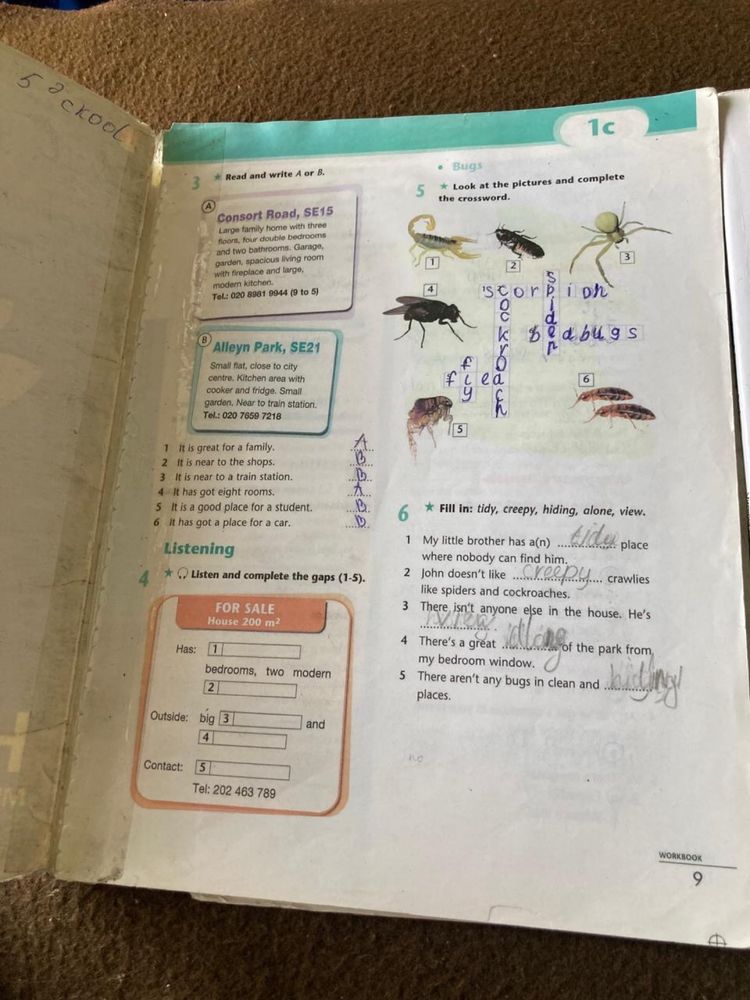 1c
3 ★ Read and write A or B.
A
Consort Road, SE15
Large family home with three
floors, four double bedrooms
and two bathrooms. Garage,
garden, spacious living room
with fireplace and large,
modern kitchen.
Tel.: 020 8981 9944 (9 to 5)
B
Alleyn Park, SE21
Small flat, close to city
centre. Kitchen area with
cooker and fridge. Small
garden. Near to train station.
Tel.: 020 7659 7218
1 It is great for a family. A
2 It is near to the shops. B
3 It is near to a train station. B
4 It has got eight rooms. A
5 It is a good place for a student. B
6 It has got a place for a car.
Listening
4 ★ Listen and complete the gaps (1-5).
FOR SALE
House 200 m²
Has: 1
bedrooms, two modern
2
Outside: big 3 and
4
Contact: 5
Tel: 202 463 789
• Bugs
5 ★ Look at the pictures and complete
the crossword.
1
2
3
4
scorpion
cockroach
spider
bedbugs
fly
flea
5
6
6 ★ Fill in: tidy, creepy, hiding, alone, view.
1 My little brother has a(n) tidy place
where nobody can find him.
2 John doesn't like creepy crawlies
like spiders and cockroaches.
3 There isn't anyone else in the house. He's
view.
4 There's a great of the park from
my bedroom window.
5 There aren't any bugs in clean and hiding
places.
no
WORKBOOK
9